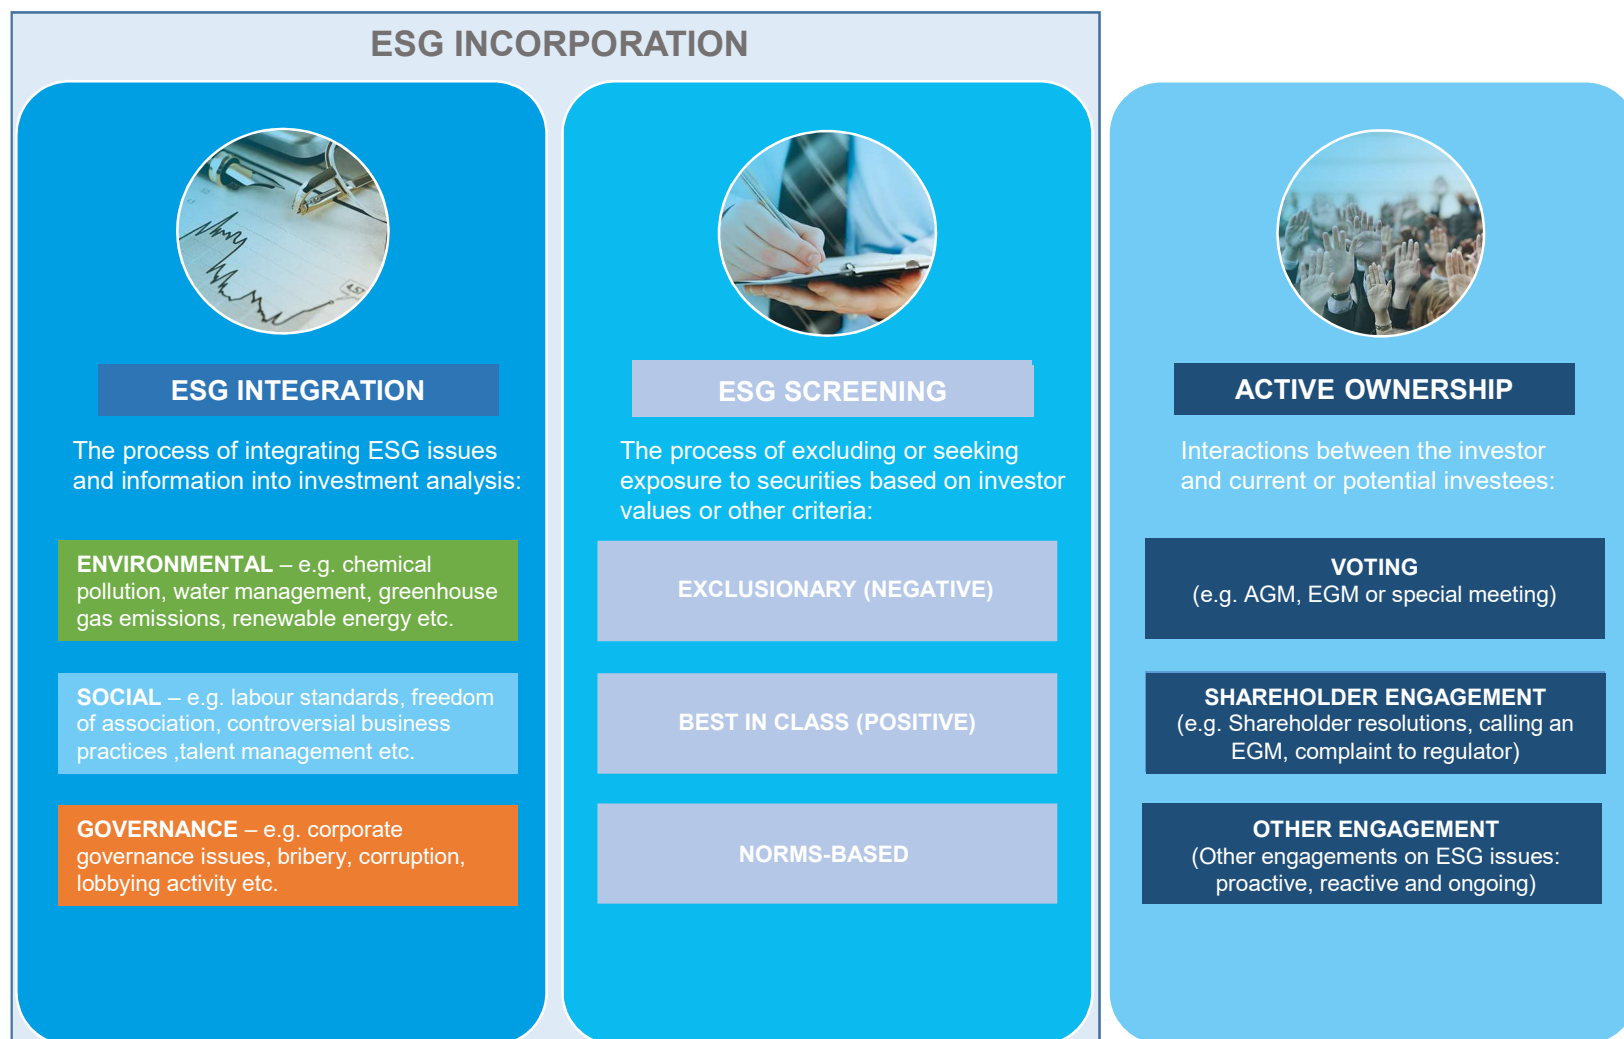 ESG INCORPORATION
ESG INTEGRATION
The process of integrating ESG issues
and information into investment analysis:
ENVIRONMENTAL – e.g. chemical
pollution, water management, greenhouse
gas emissions, renewable energy etc.
SOCIAL – e.g. labour standards, freedom
of association, controversial business
practices ,talent management etc.
GOVERNANCE – e.g. corporate
governance issues, bribery, corruption,
lobbying activity etc.
ESG SCREENING
The process of excluding or seeking
exposure to securities based on investor
values or other criteria:
EXCLUSIONARY (NEGATIVE)
BEST IN CLASS (POSITIVE)
NORMS-BASED
ACTIVE OWNERSHIP
Interactions between the investor
and current or potential investees:
VOTING
(e.g. AGM, EGM or special meeting)
SHAREHOLDER ENGAGEMENT
(e.g. Shareholder resolutions, calling an
EGM, complaint to regulator)
OTHER ENGAGEMENT
(Other engagements on ESG issues:
proactive, reactive and ongoing)